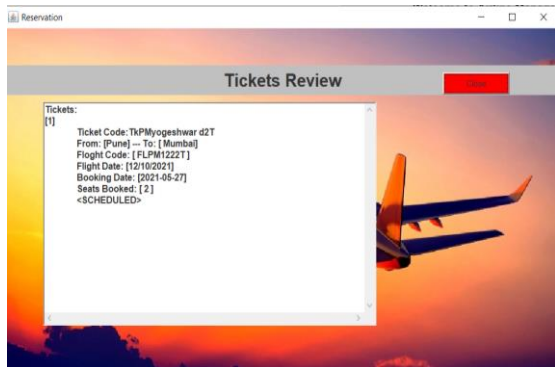 Reservation
Tickets Review
Close
Tickets:
[1]
Ticket Code:TkPMyogeshwar d2T
From: [Pune] --- To: [ Mumbai]
Floght Code: [ FLPM1222T ]
Flight Date: [12/10/2021]
Booking Date: [2021-05-27]
Seats Booked: [ 2 ]
<SCHEDULED>